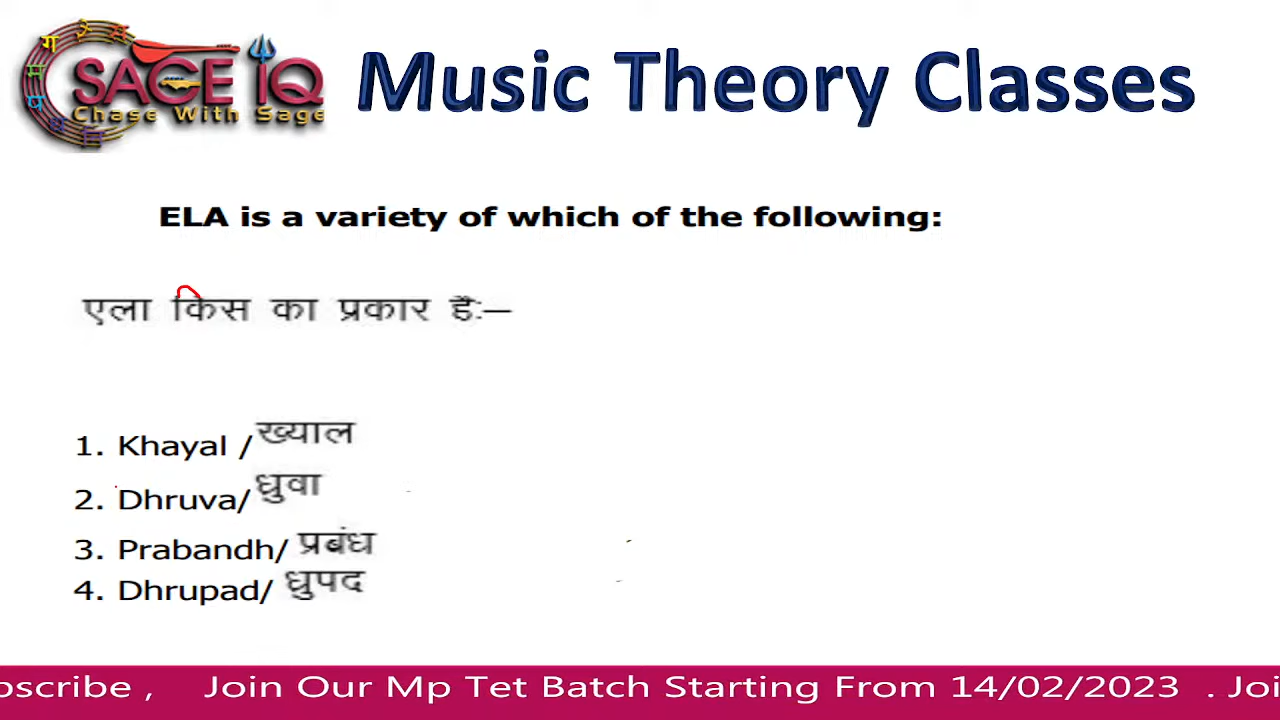 ग रे स
म
प
ध
नि
SAGE IQ
Chase With Sage
Music Theory Classes
ELA is a variety of which of the following:
एला किस का प्रकार हैं:—
1. Khayal /ख्याल
2. Dhruva/ ध्रुवा
3. Prabandh/ प्रबंध
4. Dhrupad/ ध्रुपद
oscribe , Join Our Mp Tet Batch Starting From 14/02/2023 . Joi